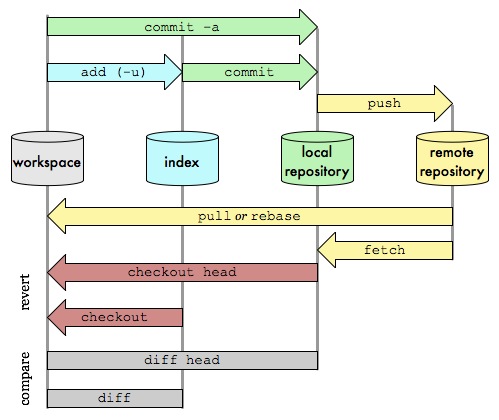 commit -a
add (-u)
commit
push
workspace
index
local
repository
remote
repository
pull or rebase
fetch
revert
checkout head
checkout
compare
diff head
diff